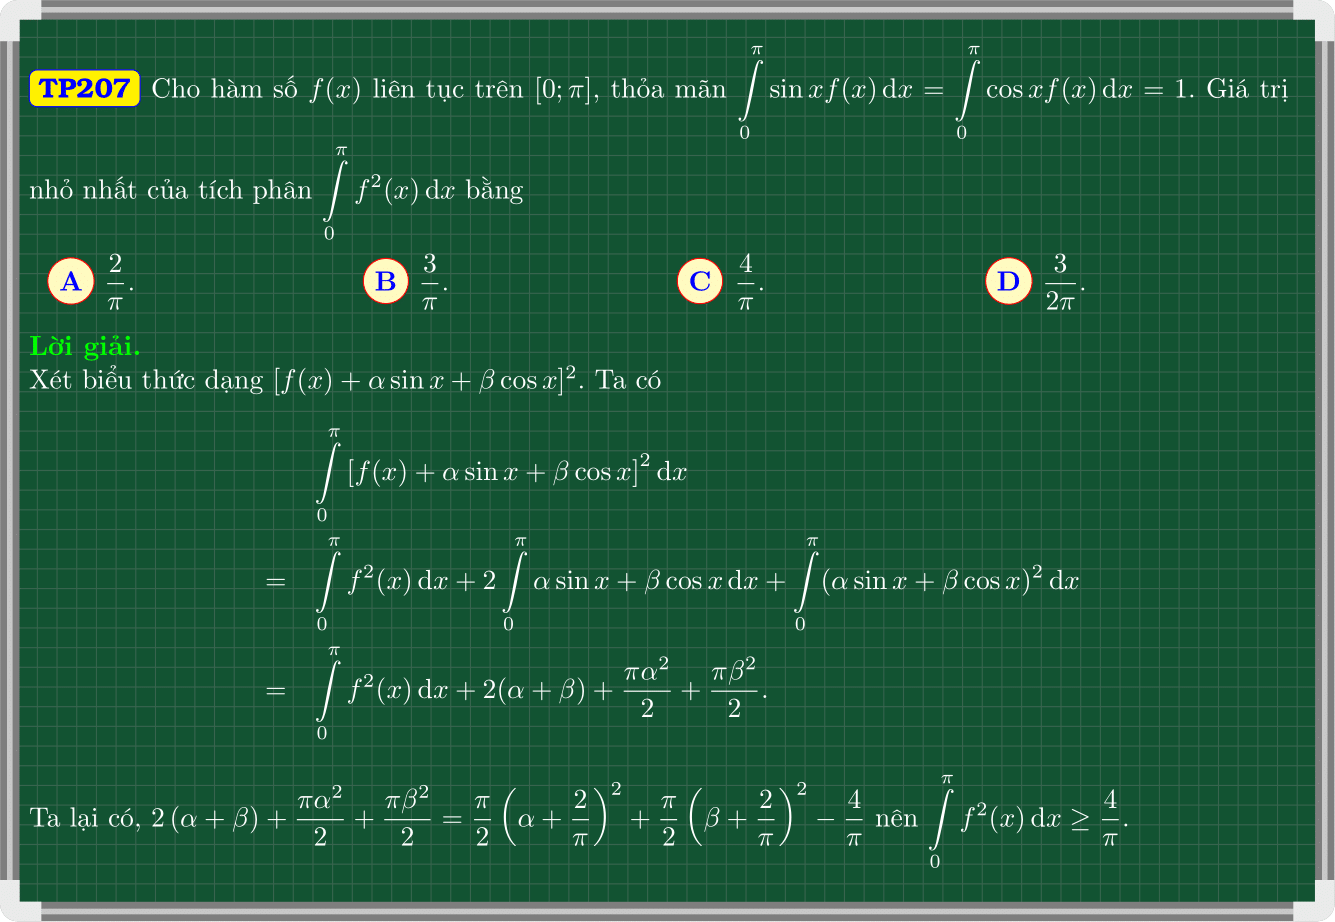 TP207 Cho hàm số $f(x)$ liên tục trên $[0;\pi]$, thỏa mãn $\int\limits_0^\pi \sin x f(x)\,\mathrm{d}x = \int\limits_0^\pi \cos x f(x)\,\mathrm{d}x = 1$. Giá trị
nhỏ nhất của tích phân $\int\limits_0^\pi f^2(x)\,\mathrm{d}x$ bằng
A $\frac{2}{\pi}$. B $\frac{3}{\pi}$. C $\frac{4}{\pi}$. D $\frac{3}{2\pi}$.
Lời giải.
Xét biểu thức dạng $[f(x) + \alpha \sin x + \beta \cos x]^2$. Ta có
$\int\limits_0^\pi [f(x) + \alpha \sin x + \beta \cos x]^2\,\mathrm{d}x$
$= \int\limits_0^\pi f^2(x)\,\mathrm{d}x + 2\int\limits_0^\pi \alpha \sin x + \beta \cos x\,\mathrm{d}x + \int\limits_0^\pi (\alpha \sin x + \beta \cos x)^2\,\mathrm{d}x$
$= \int\limits_0^\pi f^2(x)\,\mathrm{d}x + 2(\alpha + \beta) + \frac{\pi\alpha^2}{2} + \frac{\pi\beta^2}{2}.$
Ta lại có, $2(\alpha + \beta) + \frac{\pi\alpha^2}{2} + \frac{\pi\beta^2}{2} = \frac{\pi}{2}\left(\alpha + \frac{2}{\pi}\right)^2 + \frac{\pi}{2}\left(\beta + \frac{2}{\pi}\right)^2 - \frac{4}{\pi}$ nên $\int\limits_0^\pi f^2(x)\,\mathrm{d}x \geq \frac{4}{\pi}$.